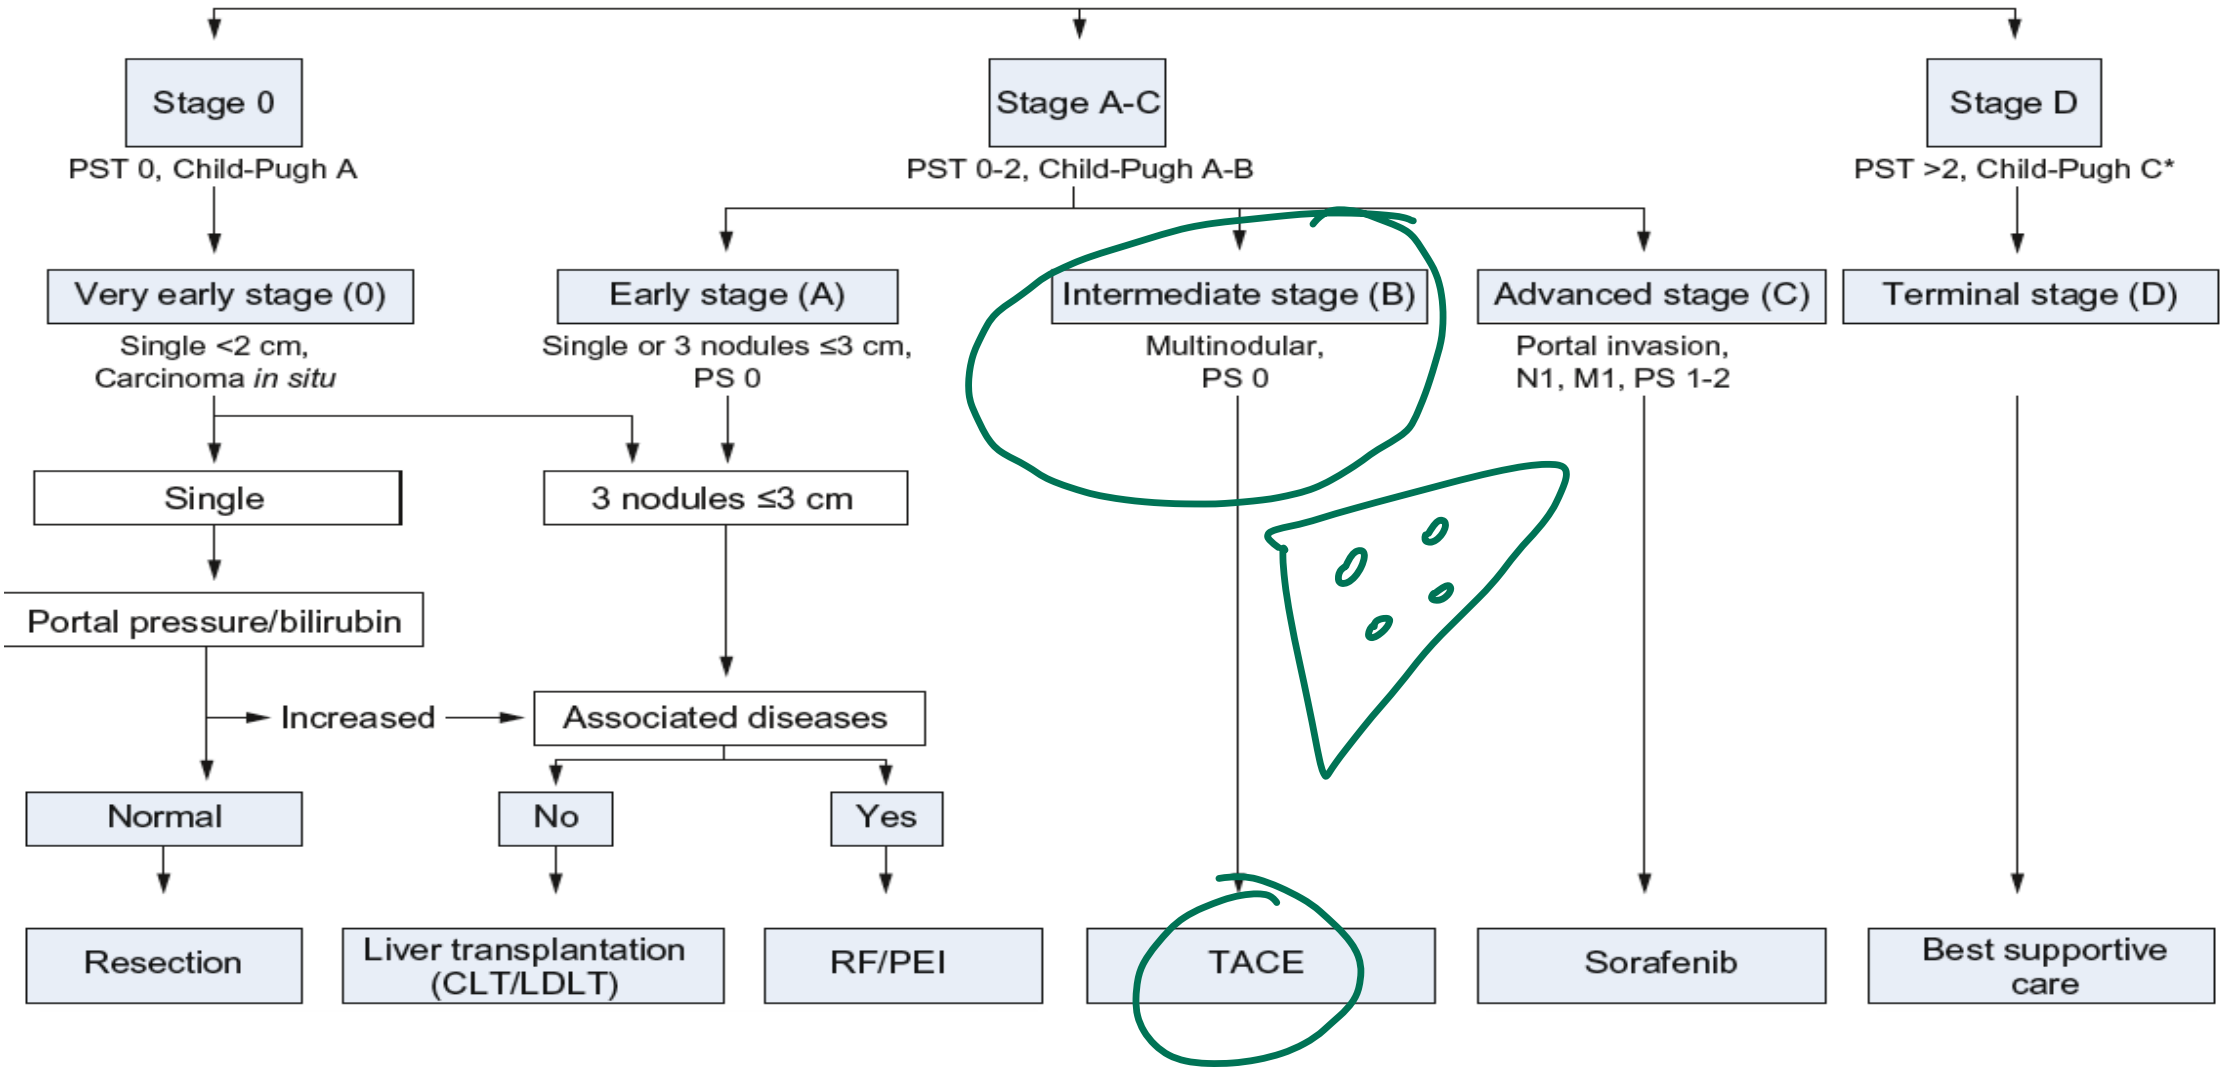 Stage 0
Stage A-C
Stage D
PST 0, Child-Pugh A
PST 0-2, Child-Pugh A-B
PST >2, Child-Pugh C*
Very early stage (0)
Early stage (A)
Intermediate stage (B)
Advanced stage (C)
Terminal stage (D)
Single <2 cm,
Carcinoma in situ
Single or 3 nodules ≤3 cm,
PS 0
Multinodular,
PS 0
Portal invasion,
N1, M1, PS 1-2
Single
3 nodules ≤3 cm
Portal pressure/bilirubin
Increased
Associated diseases
Normal
No
Yes
Resection
Liver transplantation
(CLT/LDLT)
RF/PEI
TACE
Sorafenib
Best supportive
care